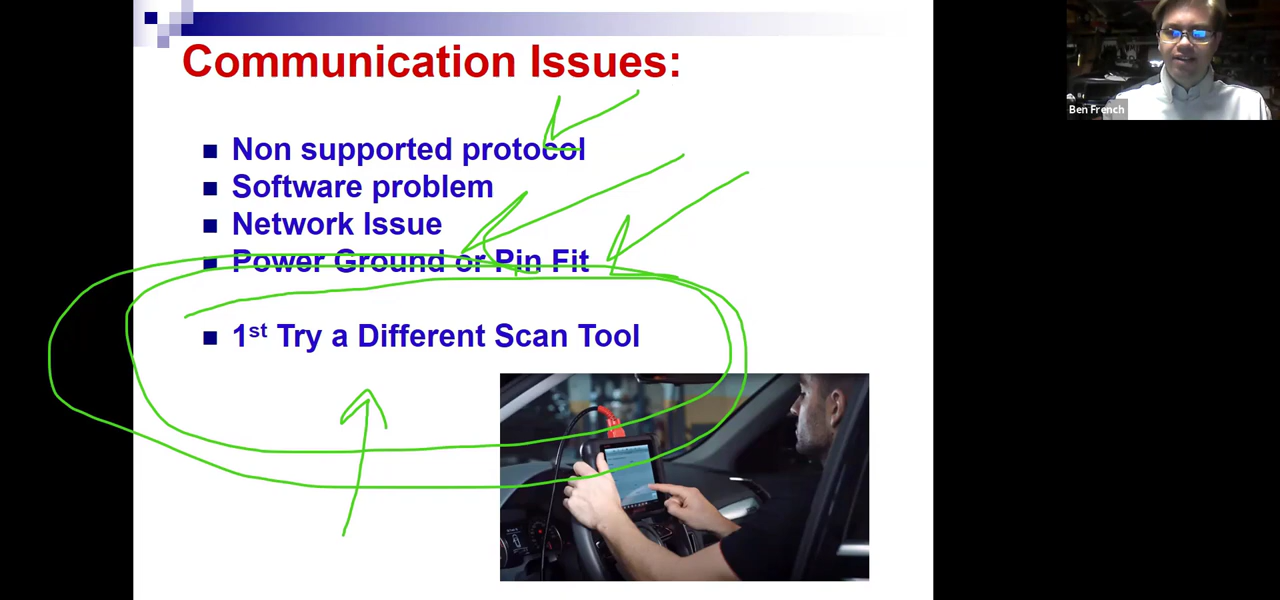 Communication Issues:
Non supported protocol
Software problem
Network Issue
Power Ground or Pin Fit
1st Try a Different Scan Tool
Ben French